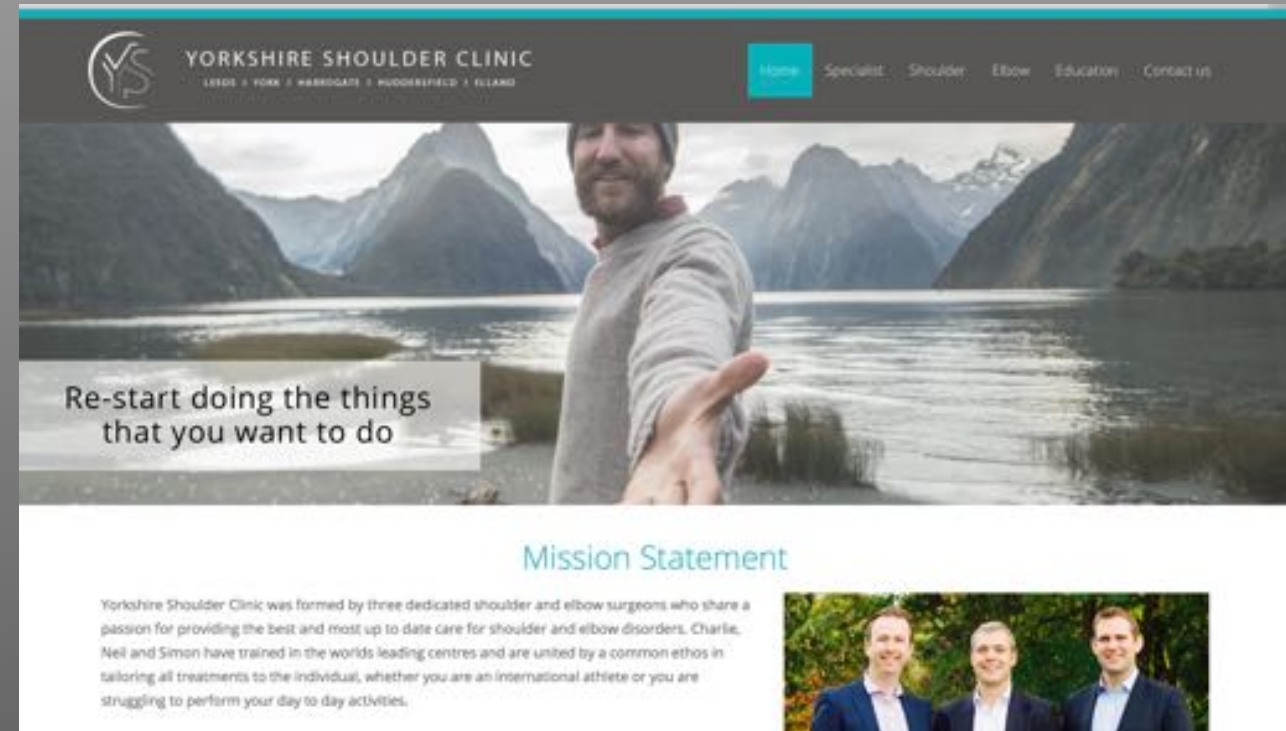 YS
YORKSHIRE SHOULDER CLINIC
LEEDS I YORK I HARROGATE I HUDDERSFIELD I ELLAND
Home Specialist Shoulder Elbow Education Contact us
Re-start doing the things
that you want to do
Mission Statement
Yorkshire Shoulder Clinic was formed by three dedicated shoulder and elbow surgeons who share a
passion for providing the best and most up to date care for shoulder and elbow disorders. Charlie,
Neil and Simon have trained in the worlds leading centres and are united by a common ethos in
tailoring all treatments to the individual, whether you are an international athlete or you are
struggling to perform your day to day activities.